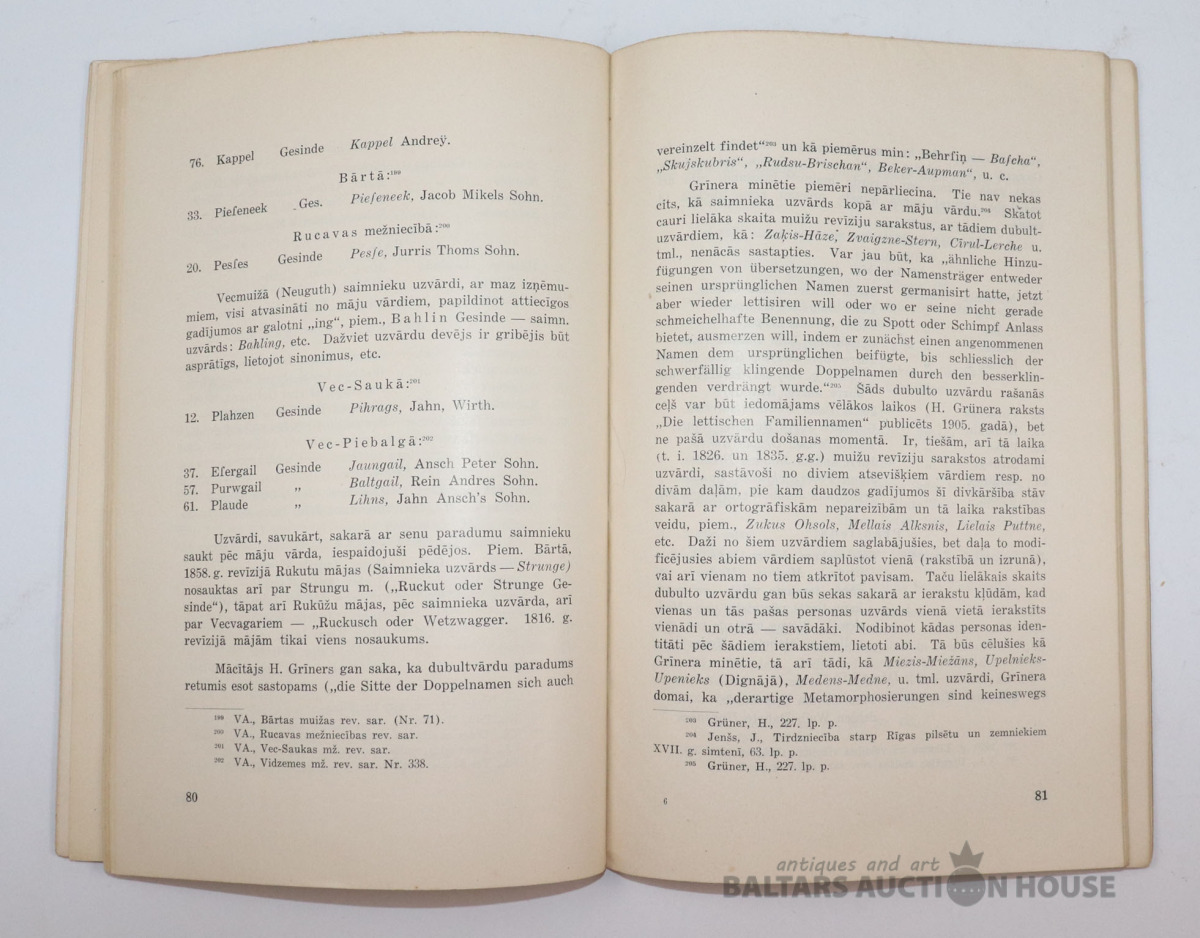 76. Kappel Gesinde Kappel Andreÿ.
Bārtā:¹⁹⁹
33. Pieſeneek Ges. Pieſeneek, Jacob Mikels Sohn.
Rucavas mežniecībā:²⁰⁰
20. Pesſes Gesinde Pesſe, Jurris Thoms Sohn.
Vecmuižā (Neuguth) saimnieku uzvārdi, ar maz izņēmu-
miem, visi atvasināti no māju vārdiem, papildinot attiecīgos
gadījumos ar galotni „ing“, piem., Bahlin Gesinde — saimn.
uzvārds: Bahling, etc. Dažviet uzvārdu devējs ir gribējis būt
asprātīgs, lietojot sinonimus, etc.
Vec-Saukā:²⁰¹
12. Plahzen Gesinde Pihrags, Jahn, Wirth.
Vec-Piebalgā:²⁰²
37. Eſergail Gesinde Jaungail, Ansch Peter Sohn.
57. Purwgail „ Baltgail, Rein Andres Sohn.
61. Plaude „ Lihns, Jahn Ansch's Sohn.
Uzvārdi, savukārt, sakarā ar senu paradumu saimnieku
saukt pēc māju vārda, iespaidojuši pēdējos. Piem. Bārtā,
1858. g. revīzijā Rukutu mājas (Saimnieka uzvārds — Strunge)
nosauktas arī par Strungu m. („Ruckut oder Strunge Ge-
sinde“), tāpat arī Rukūžu mājas, pēc saimnieka uzvārda, arī
par Vecvagariem — „Ruckusch oder Wetzwagger. 1816. g.
revīzijā mājām tikai viens nosaukums.
Mācītājs H. Grīners gan saka, ka dubultvārdu paradums
retumis esot sastopams („die Sitte der Doppelnamen sich auch
¹⁹⁹ VA., Bārtas muižas rev. sar. (Nr. 71).
²⁰⁰ VA., Rucavas mežniecības rev. sar.
²⁰¹ VA., Vec-Saukas mž. rev. sar.
²⁰² VA., Vidzemes mž. rev. sar. Nr. 338.
80
vereinzelt findet“²⁰³ un kā piemērus min: „Behrſiņ — Baſcha“,
„Skujskubris“, „Rudsu-Brischan“, Beker-Aupman“, u. c.
Grīnera minētie piemēri nepārliecina. Tie nav nekas
cits, kā saimnieka uzvārds kopā ar māju vārdu.²⁰⁴ Skatot
cauri lielāka skaita muižu revīziju sarakstus, ar tādiem dubult-
uzvārdiem, kā: Zaķis-Hāze, Zvaigzne-Stern, Cīrul-Lerche u.
tml., nenācās sastapties. Var jau būt, ka „ähnliche Hinzu-
fügungen von übersetzungen, wo der Namensträger entweder
seinen ursprünglichen Namen zuerst germanisirt hatte, jetzt
aber wieder lettisiren will oder wo er seine nicht gerade
schmeichelhafte Benennung, die zu Spott oder Schimpf Anlass
bietet, ausmerzen will, indem er zunächst einen angenommenen
Namen dem ursprünglichen beifügte, bis schliesslich der
schwerfällig klingende Doppelnamen durch den besserklin-
genden verdrängt wurde.“²⁰⁵ Šāds dubulto uzvārdu rašanās
ceļš var būt iedomājams vēlākos laikos (H. Grünera raksts
„Die lettischen Familiennamen“ publicēts 1905. gadā), bet
ne pašā uzvārdu došanas momentā. Ir, tiešām, arī tā laika
(t. i. 1826. un 1835. g.g.) muižu revīziju sarakstos atrodami
uzvārdi, sastāvoši no diviem atsevišķiem vārdiem resp. no
divām daļām, pie kam daudzos gadījumos šī divkāršība stāv
sakarā ar ortogrāfiskām nepareizībām un tā laika rakstības
veidu, piem., Zukus Ohsols, Mellais Alksnis, Lielais Puttne,
etc. Daži no šiem uzvārdiem saglabājušies, bet daļa to modi-
ficējusies abiem vārdiem saplūstot vienā (rakstībā un izrunā),
vai arī vienam no tiem atkrītot pavisam. Taču lielākais skaits
dubulto uzvārdu gan būs sekas sakarā ar ierakstu kļūdām, kad
vienas un tās pašas personas uzvārds vienā vietā ierakstīts
vienādi un otrā — savādāki. Nodibinot kādas personas iden-
titāti pēc šādiem ierakstiem, lietoti abi. Tā būs cēlušies kā
Grīnera minētie, tā arī tādi, kā Miezis-Miežāns, Upelnieks-
Upenieks (Dignājā), Medens-Medne, u. tml. uzvārdi, Grīnera
domai, ka „derartige Metamorphosierungen sind keineswegs
²⁰³ Grüner, H., 227. lp. p.
²⁰⁴ Jenšs, J., Tirdzniecība starp Rīgas pilsētu un zemniekiem
XVII. g. simtenī, 63. lp. p.
²⁰⁵ Grüner, H., 227. lp. p.
6
81
antiques and art
BALTARS AUCTION HOUSE